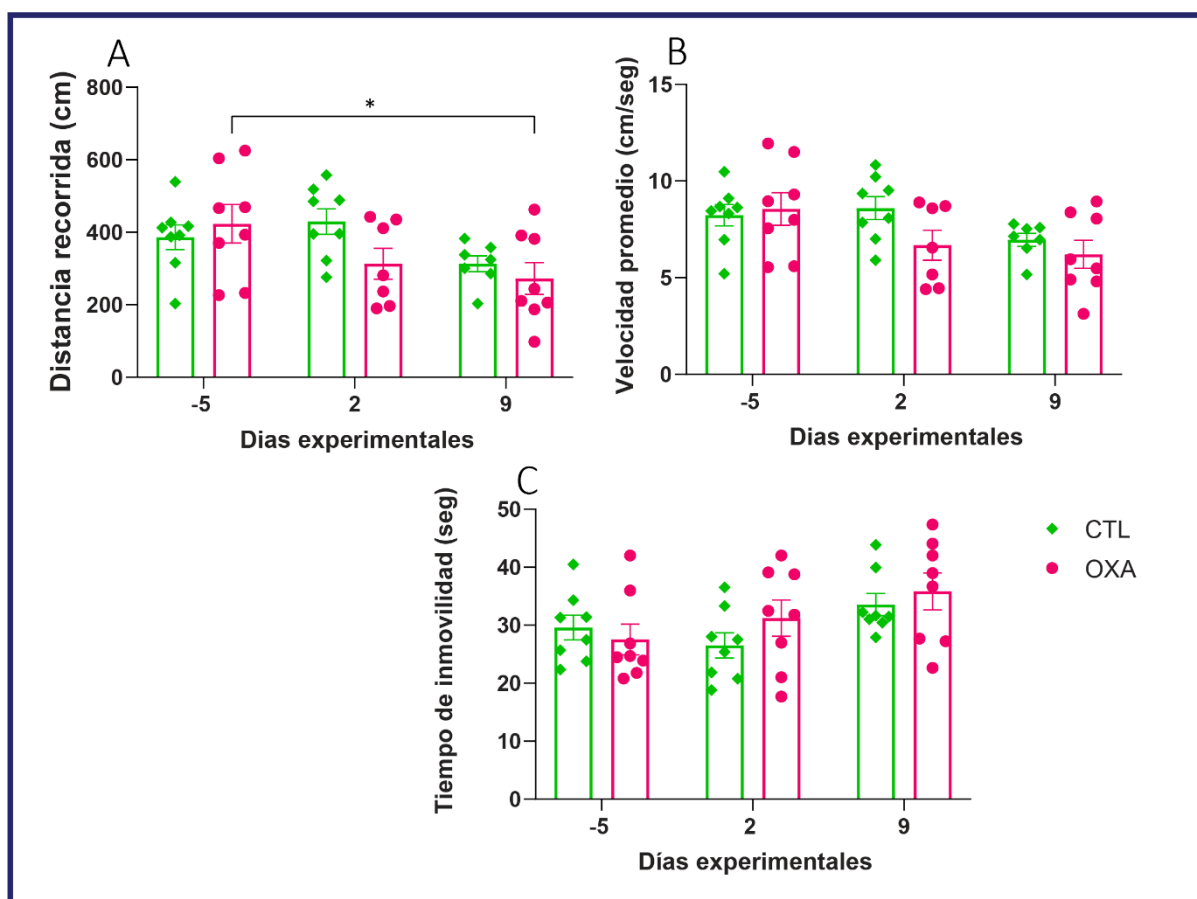 A
Distancia recorrida (cm)
800
600
400
200
0
*
-5 2 9
Dias experimentales
B
Velocidad promedio (cm/seg)
15
10
5
0
-5 2 9
Dias experimentales
C
Tiempo de inmovilidad (seg)
50
40
30
20
10
0
-5 2 9
Días experimentales
CTL
OXA